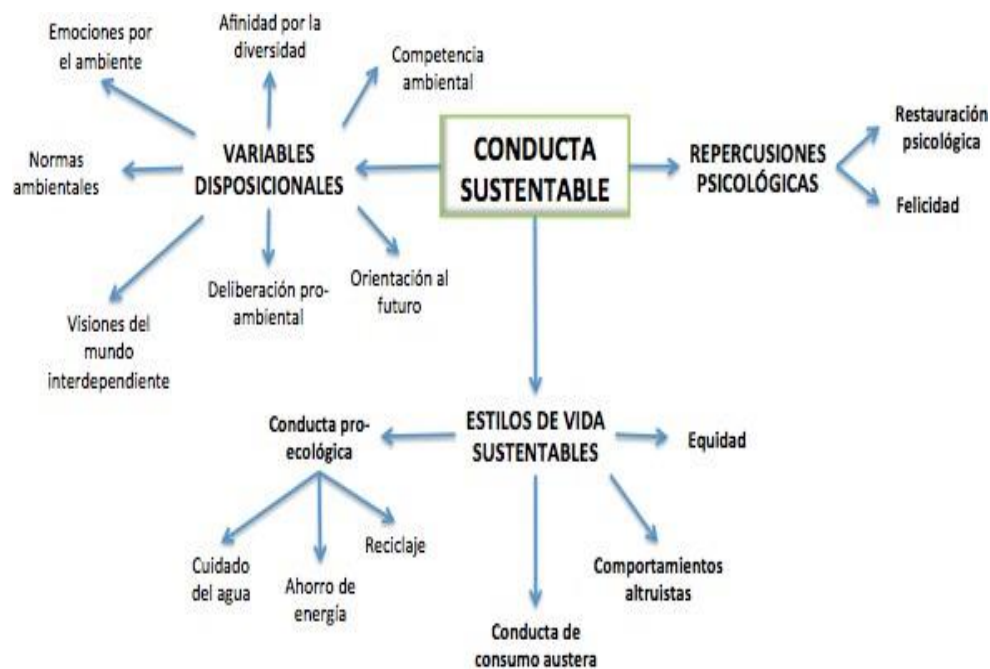 Emociones por
el ambiente
Afinidad por la
diversidad
Competencia
ambiental
Normas
ambientales
VARIABLES
DISPOSICIONALES
CONDUCTA
SUSTENTABLE
REPERCUSIONES
PSICOLÓGICAS
Restauración
psicológica
Felicidad
Visiones del
mundo
interdependiente
Deliberación pro-
ambiental
Orientación al
futuro
Conducta pro-
ecológica
ESTILOS DE VIDA
SUSTENTABLES
Equidad
Cuidado
del agua
Ahorro de
energía
Reciclaje
Comportamientos
altruistas
Conducta de
consumo austera